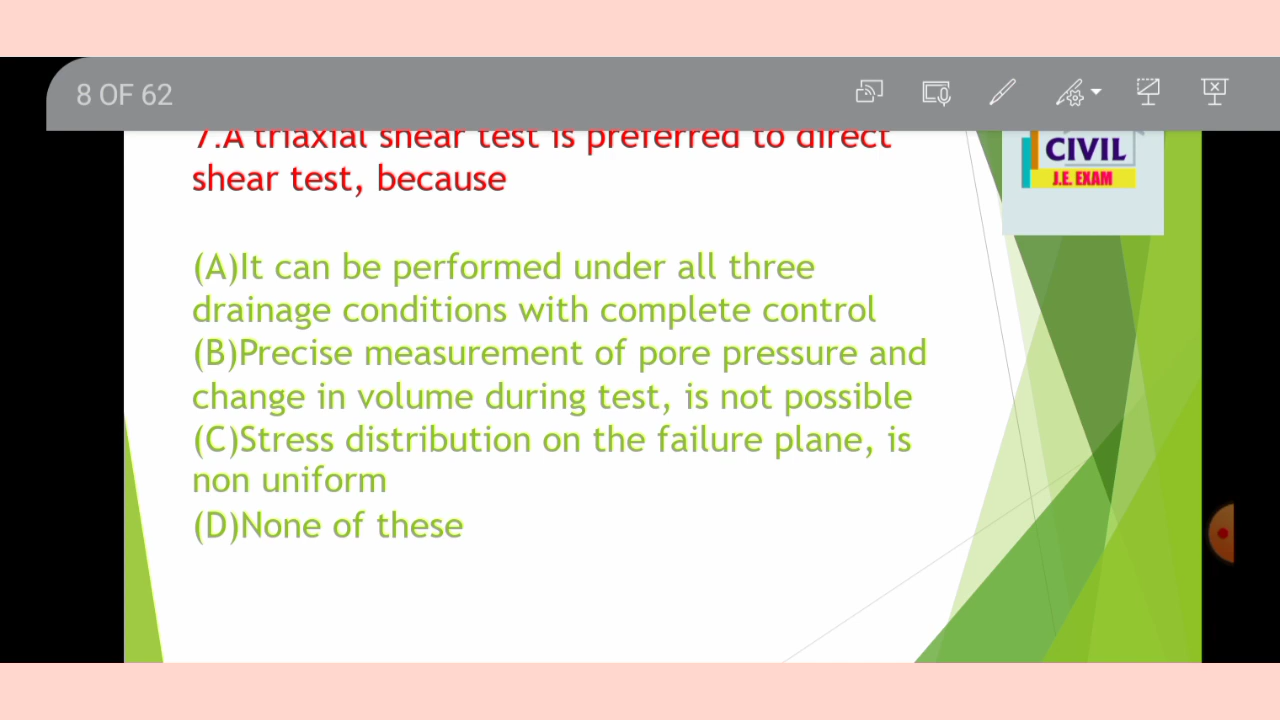 8 OF 62
7.A triaxial shear test is preferred to direct
shear test, because
CIVIL
J.E. EXAM
(A)It can be performed under all three
drainage conditions with complete control
(B)Precise measurement of pore pressure and
change in volume during test, is not possible
(C)Stress distribution on the failure plane, is
non uniform
(D)None of these